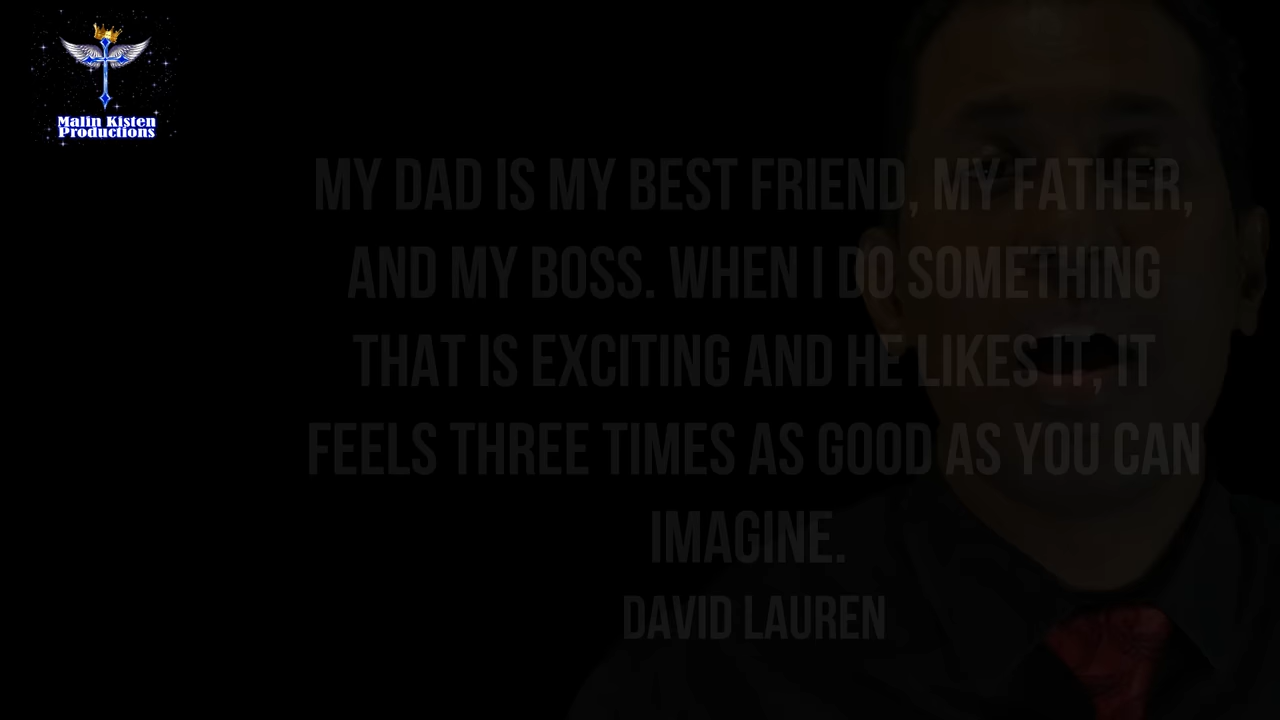 Malin Kisten
Productions
MY DAD IS MY BEST FRIEND, MY FATHER,
AND MY BOSS. WHEN I DO SOMETHING
THAT IS EXCITING AND HE LIKES IT, IT
FEELS THREE TIMES AS GOOD AS YOU CAN
IMAGINE.
DAVID LAUREN